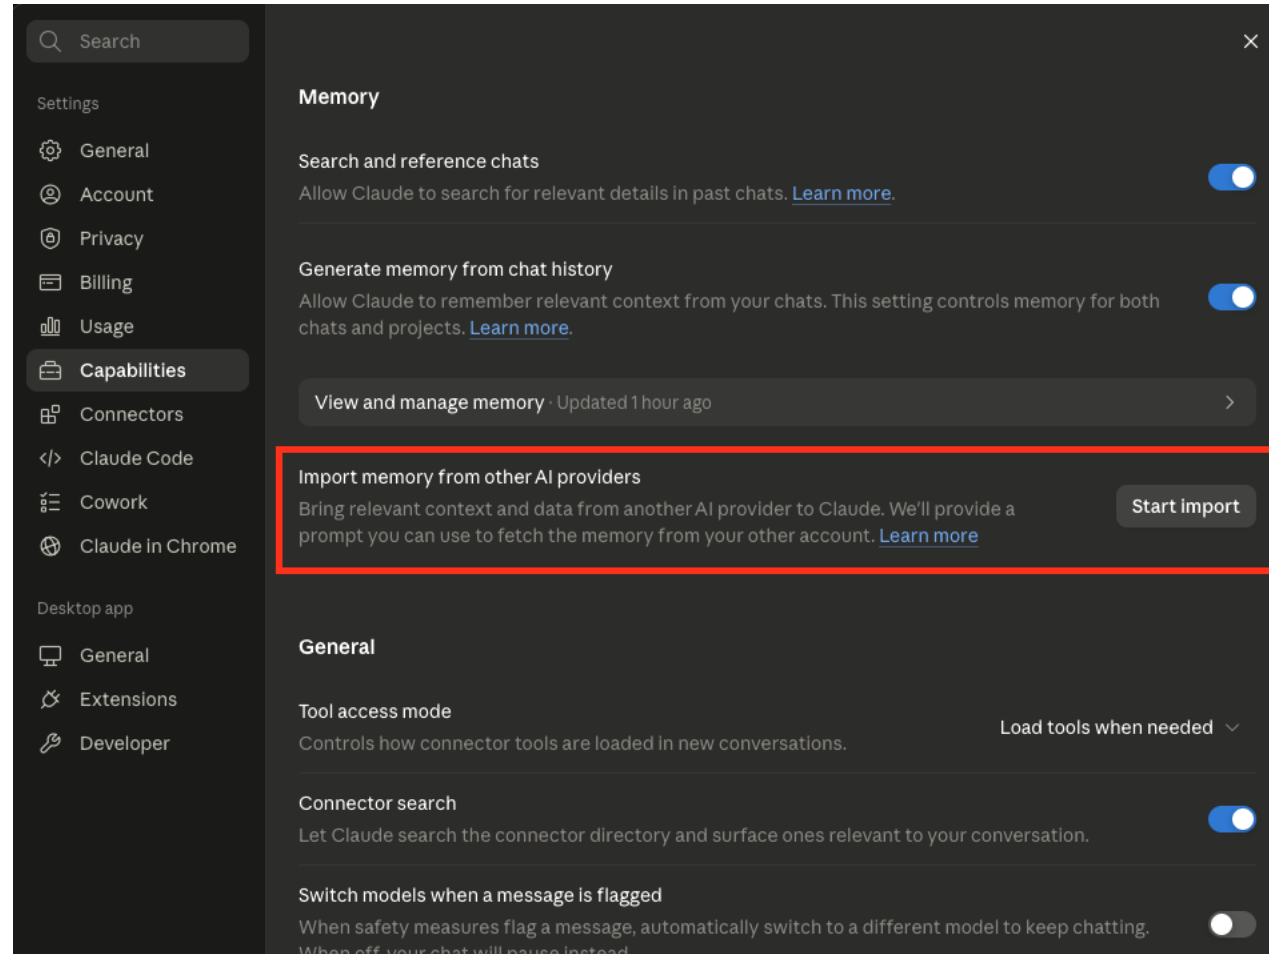 Search
Settings
General
Account
Privacy
Billing
Usage
Capabilities
Connectors
Claude Code
Cowork
Claude in Chrome
Desktop app
General
Extensions
Developer
Memory
Search and reference chats
Allow Claude to search for relevant details in past chats. Learn more.
Generate memory from chat history
Allow Claude to remember relevant context from your chats. This setting controls memory for both
chats and projects. Learn more.
View and manage memory · Updated 1 hour ago
Import memory from other AI providers
Bring relevant context and data from another AI provider to Claude. We'll provide a
prompt you can use to fetch the memory from your other account. Learn more
Start import
General
Tool access mode
Controls how connector tools are loaded in new conversations.
Load tools when needed
Connector search
Let Claude search the connector directory and surface ones relevant to your conversation.
Switch models when a message is flagged
When safety measures flag a message, automatically switch to a different model to keep chatting.
When off, your chat will pause instead.